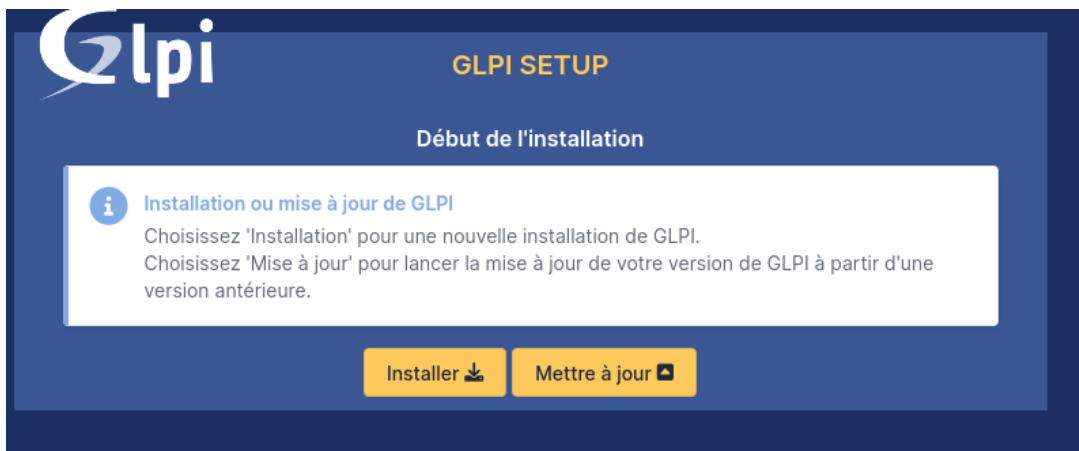 Glpi
GLPI SETUP
Début de l'installation
Installation ou mise à jour de GLPI
Choisissez 'Installation' pour une nouvelle installation de GLPI.
Choisissez 'Mise à jour' pour lancer la mise à jour de votre version de GLPI à partir d'une
version antérieure.
Installer
Mettre à jour